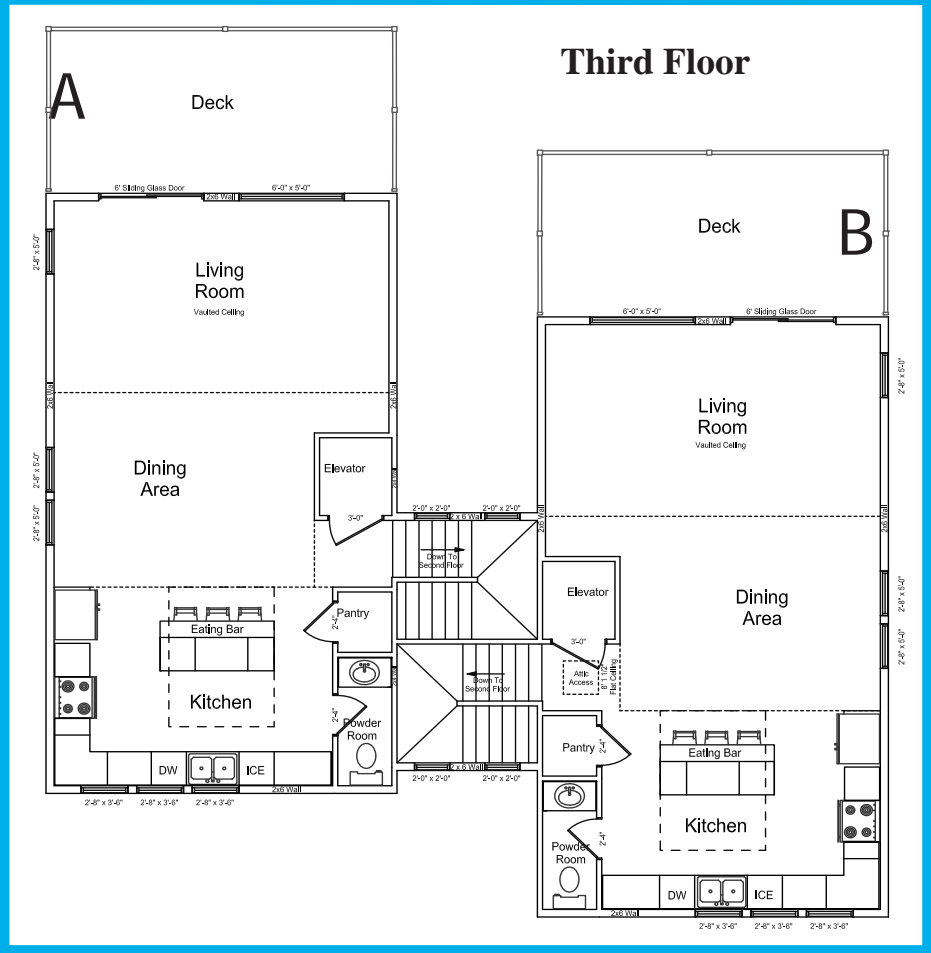 Third Floor
A
Deck
6' Sliding Glass Door
2x6 Wall
6'-0" x 5'-0"
2'-8" x 5'-0"
Living
Room
Vaulted Ceiling
2x6 Wall
2x6 Wall
Dining
Area
Elevator
3'-0"
2'-8" x 5'-0"
2'-8" x 5'-0"
2'-0" x 2'-0"
2 x 6 Wall
2'-0" x 2'-0"
Down To
Second Floor
Pantry
2'-4"
Eating Bar
Kitchen
2'-4"
Powder
Room
DW
ICE
2'-8" x 3'-6"
2'-8" x 3'-6"
2'-8" x 3'-6"
2x6 Wall
B
Deck
6'-0" x 5'-0"
2x6 Wall
6' Sliding Glass Door
2'-8" x 5'-0"
Living
Room
Vaulted Ceiling
2x6 Wall
2x6 Wall
Elevator
3'-0"
Dining
Area
2'-8" x 5'-0"
2'-8" x 5'-0"
Attic
Access
8' 1 1/2"
Flat Ceiling
Down To
Second Floor
2'-0" x 2'-0"
2 x 6 Wall
2'-0" x 2'-0"
Pantry
2'-4"
Eating Bar
Kitchen
2'-4"
Powder
Room
DW
ICE
2x6 Wall
2'-8" x 3'-6"
2'-8" x 3'-6"
2'-8" x 3'-6"